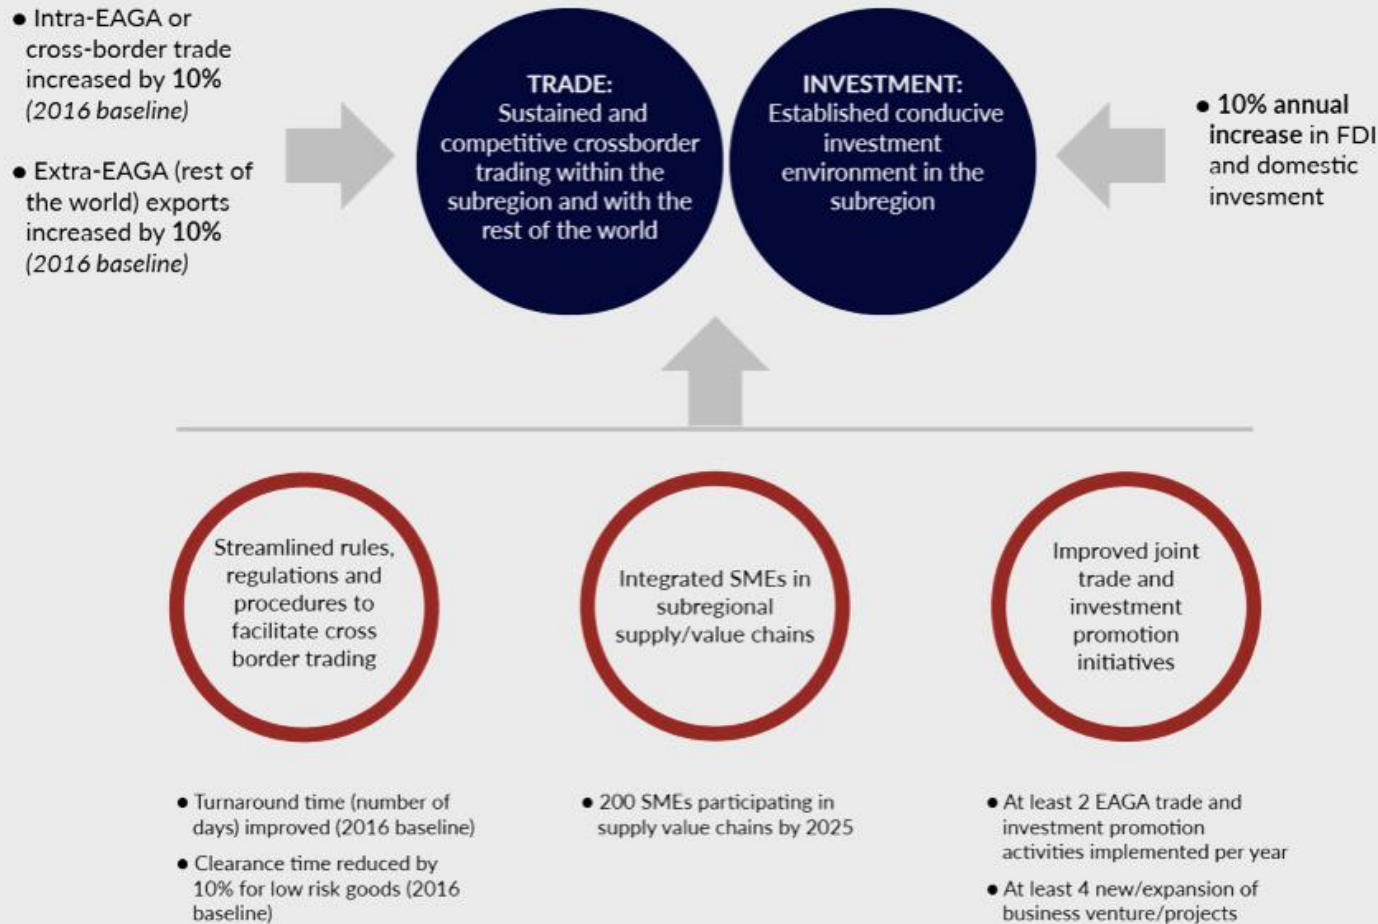 ● Intra-EAGA or
cross-border trade
increased by 10%
(2016 baseline)
● Extra-EAGA (rest of
the world) exports
increased by 10%
(2016 baseline)
TRADE:
Sustained and
competitive crossborder
trading within the
subregion and with the
rest of the world
INVESTMENT:
Established conducive
investment
environment in the
subregion
● 10% annual
increase in FDI
and domestic
invesment
Streamlined rules,
regulations and
procedures to
facilitate cross
border trading
Integrated SMEs in
subregional
supply/value chains
Improved joint
trade and
investment
promotion
initiatives
● Turnaround time (number of
days) improved (2016 baseline)
● Clearance time reduced by
10% for low risk goods (2016
baseline)
● 200 SMEs participating in
supply value chains by 2025
● At least 2 EAGA trade and
investment promotion
activities implemented per year
● At least 4 new/expansion of
business venture/projects